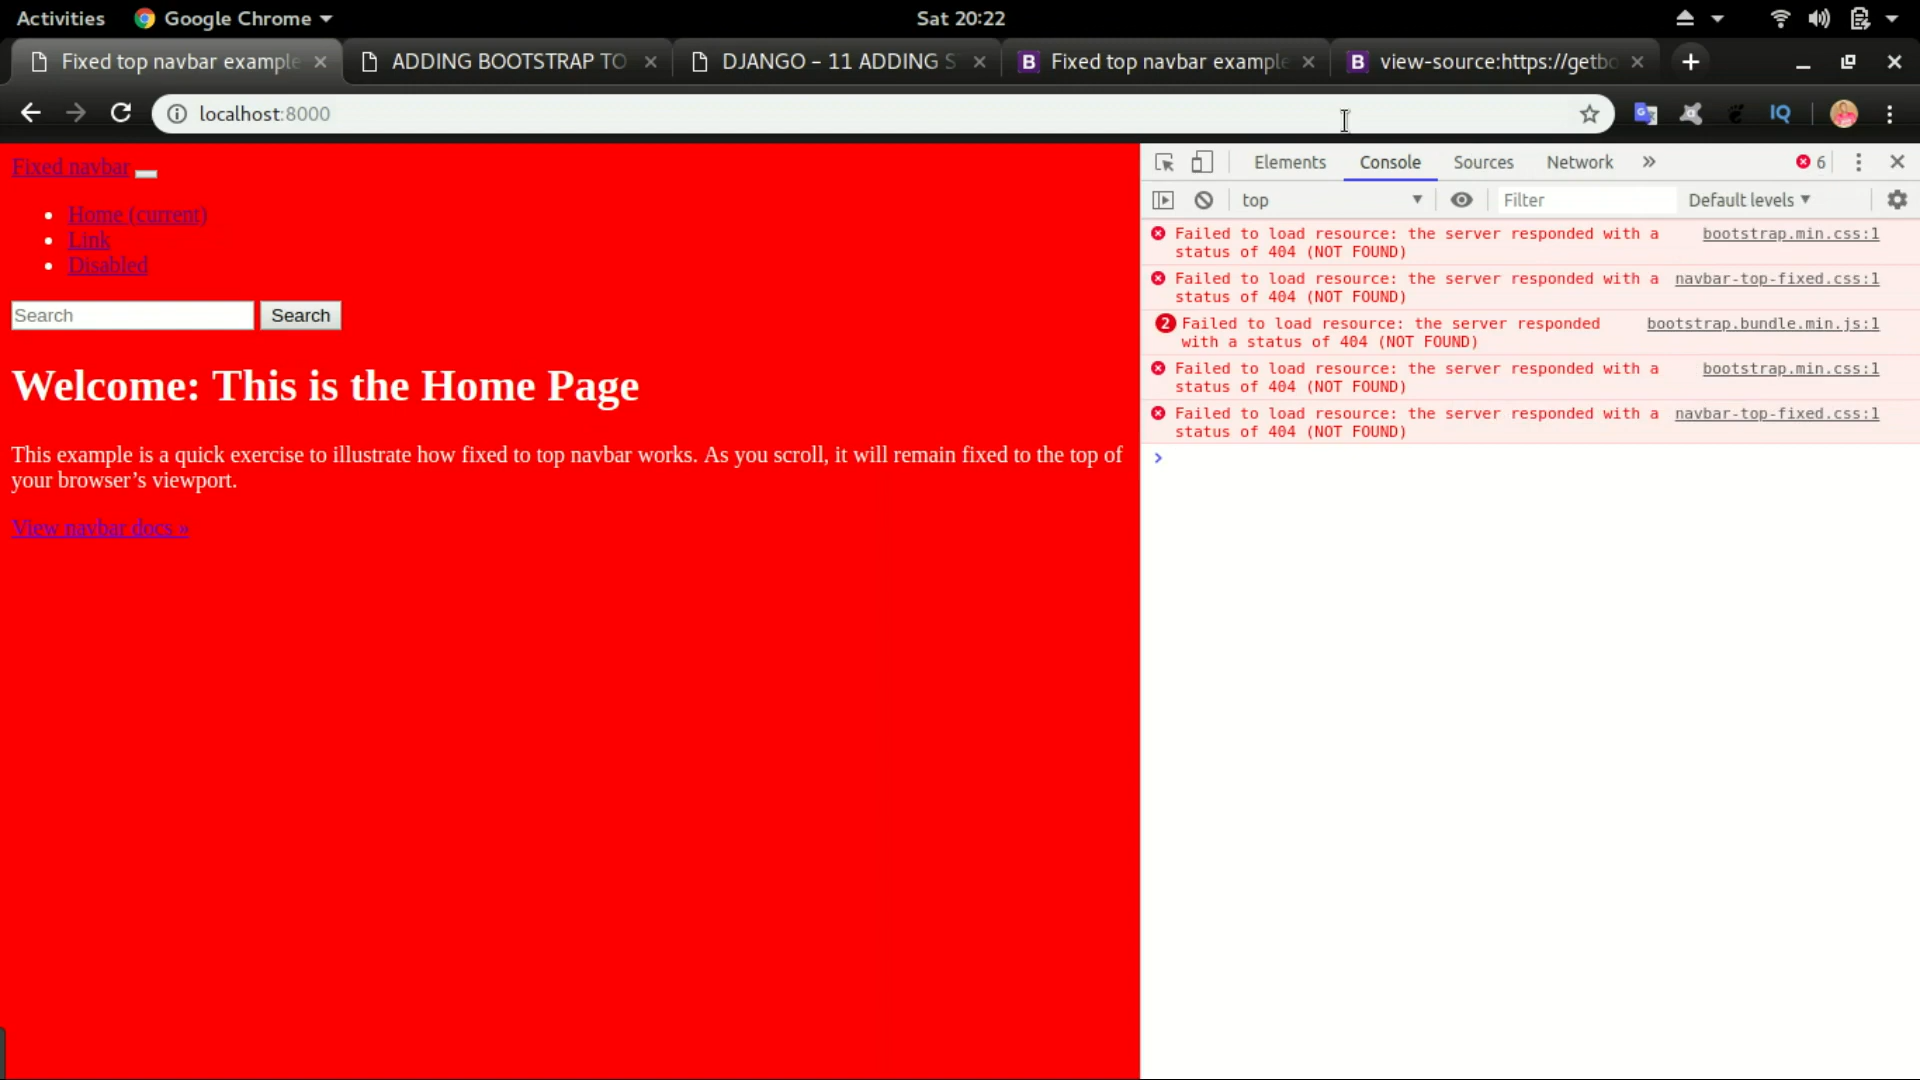 Activities
Google Chrome
Sat 20:22
Fixed top navbar example
ADDING BOOTSTRAP TO
DJANGO – 11 ADDING S
B Fixed top navbar example
B view-source:https://getbo
localhost:8000
IQ
Fixed navbar
Home (current)
Link
Disabled
Search
Search
Welcome: This is the Home Page
This example is a quick exercise to illustrate how fixed to top navbar works. As you scroll, it will remain fixed to the top of
your browser’s viewport.
View navbar docs »
Elements Console Sources Network » 6
top
Filter
Default levels
Failed to load resource: the server responded with a bootstrap.min.css:1
status of 404 (NOT FOUND)
Failed to load resource: the server responded with a navbar-top-fixed.css:1
status of 404 (NOT FOUND)
2 Failed to load resource: the server responded bootstrap.bundle.min.js:1
with a status of 404 (NOT FOUND)
Failed to load resource: the server responded with a bootstrap.min.css:1
status of 404 (NOT FOUND)
Failed to load resource: the server responded with a navbar-top-fixed.css:1
status of 404 (NOT FOUND)